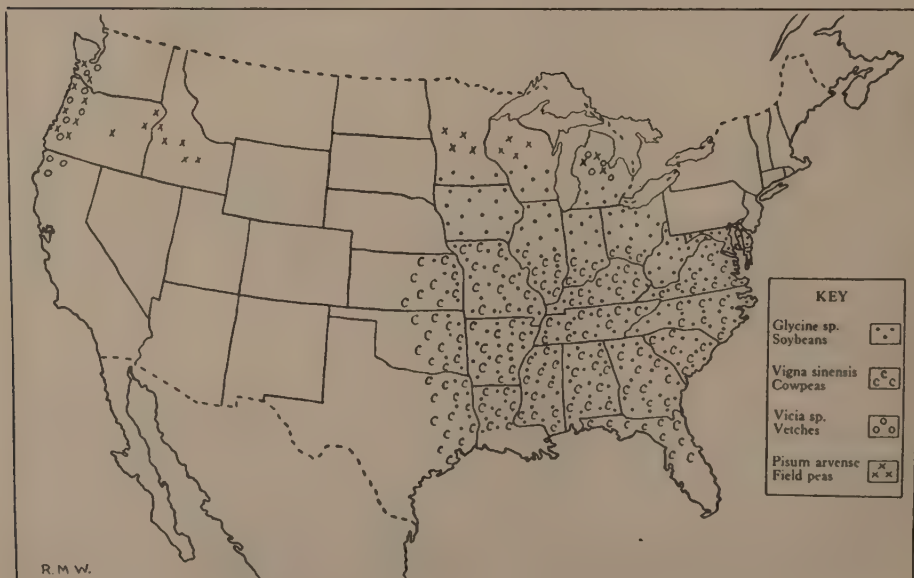 KEY
Glycine sp.
Soybeans
Vigna sinensis
Cowpeas
Vicia sp.
Vetches
Pisum arvense
Field peas
R.M W.